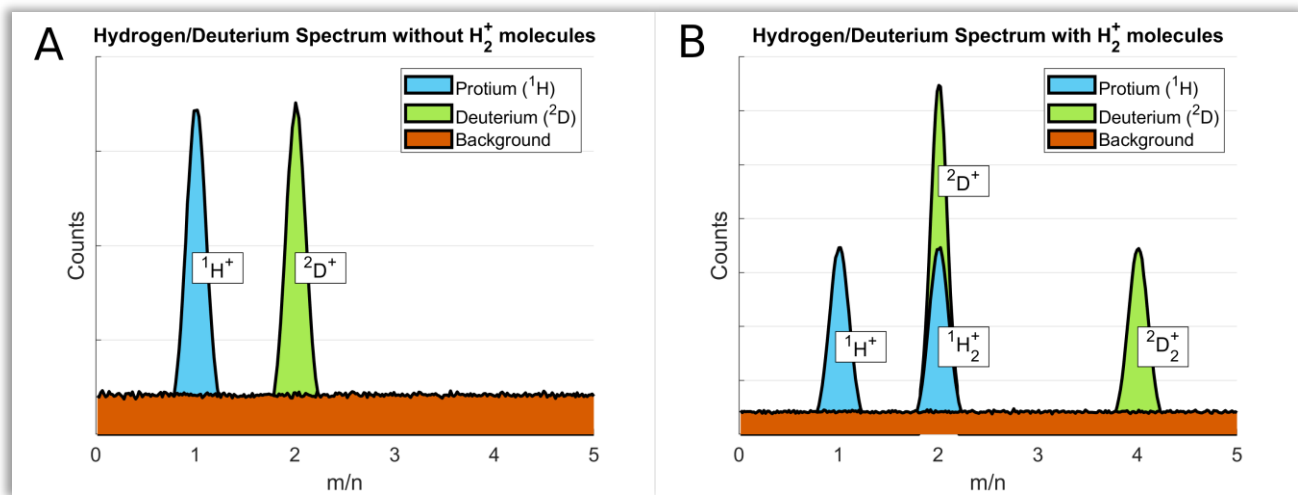 A
Hydrogen/Deuterium Spectrum without H₂⁺ molecules
Protium (¹H)
Deuterium (²D)
Background
Counts
¹H⁺
²D⁺
0 1 2 3 4 5
m/n
B
Hydrogen/Deuterium Spectrum with H₂⁺ molecules
Protium (¹H)
Deuterium (²D)
Background
Counts
²D⁺
¹H⁺
¹H₂⁺
²D₂⁺
0 1 2 3 4 5
m/n